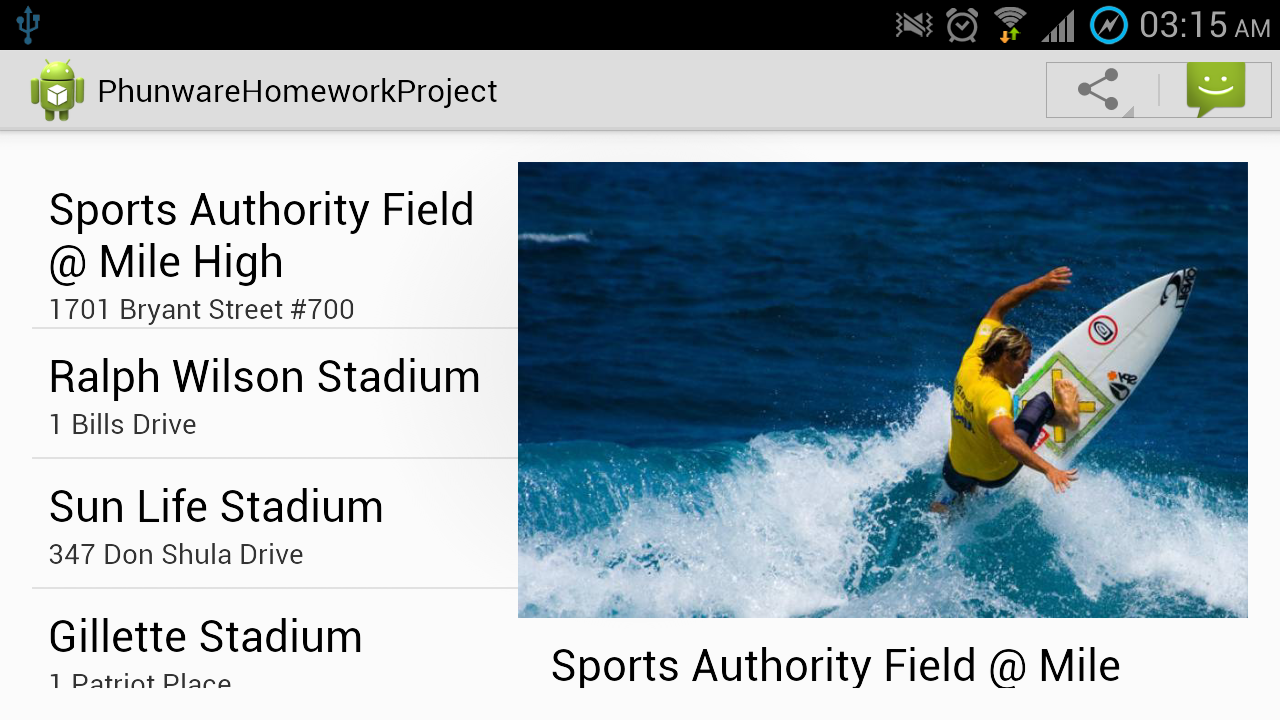 03:15 AM
PhunwareHomeworkProject
Sports Authority Field
@ Mile High
1701 Bryant Street #700
Ralph Wilson Stadium
1 Bills Drive
Sun Life Stadium
347 Don Shula Drive
Gillette Stadium
1 Patriot Place
Sports Authority Field @ Mile